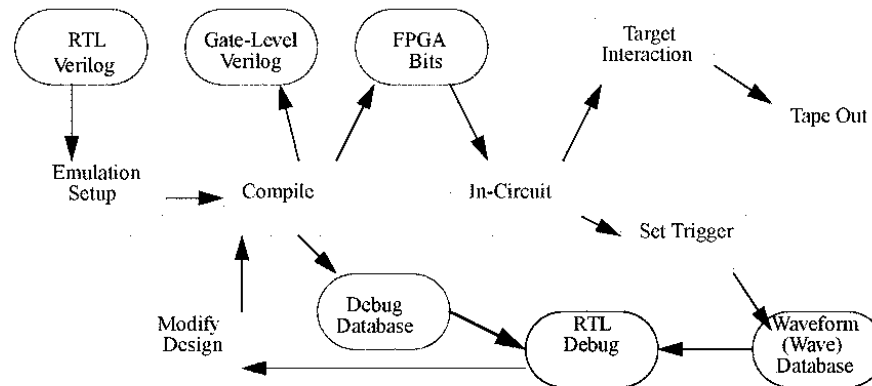 RTL
Verilog
Gate-Level
Verilog
FPGA
Bits
Target
Interaction
Tape Out
Emulation
Setup
Compile
In-Circuit
Set Trigger
Modify
Design
Debug
Database
RTL
Debug
Waveform
(Wave)
Database